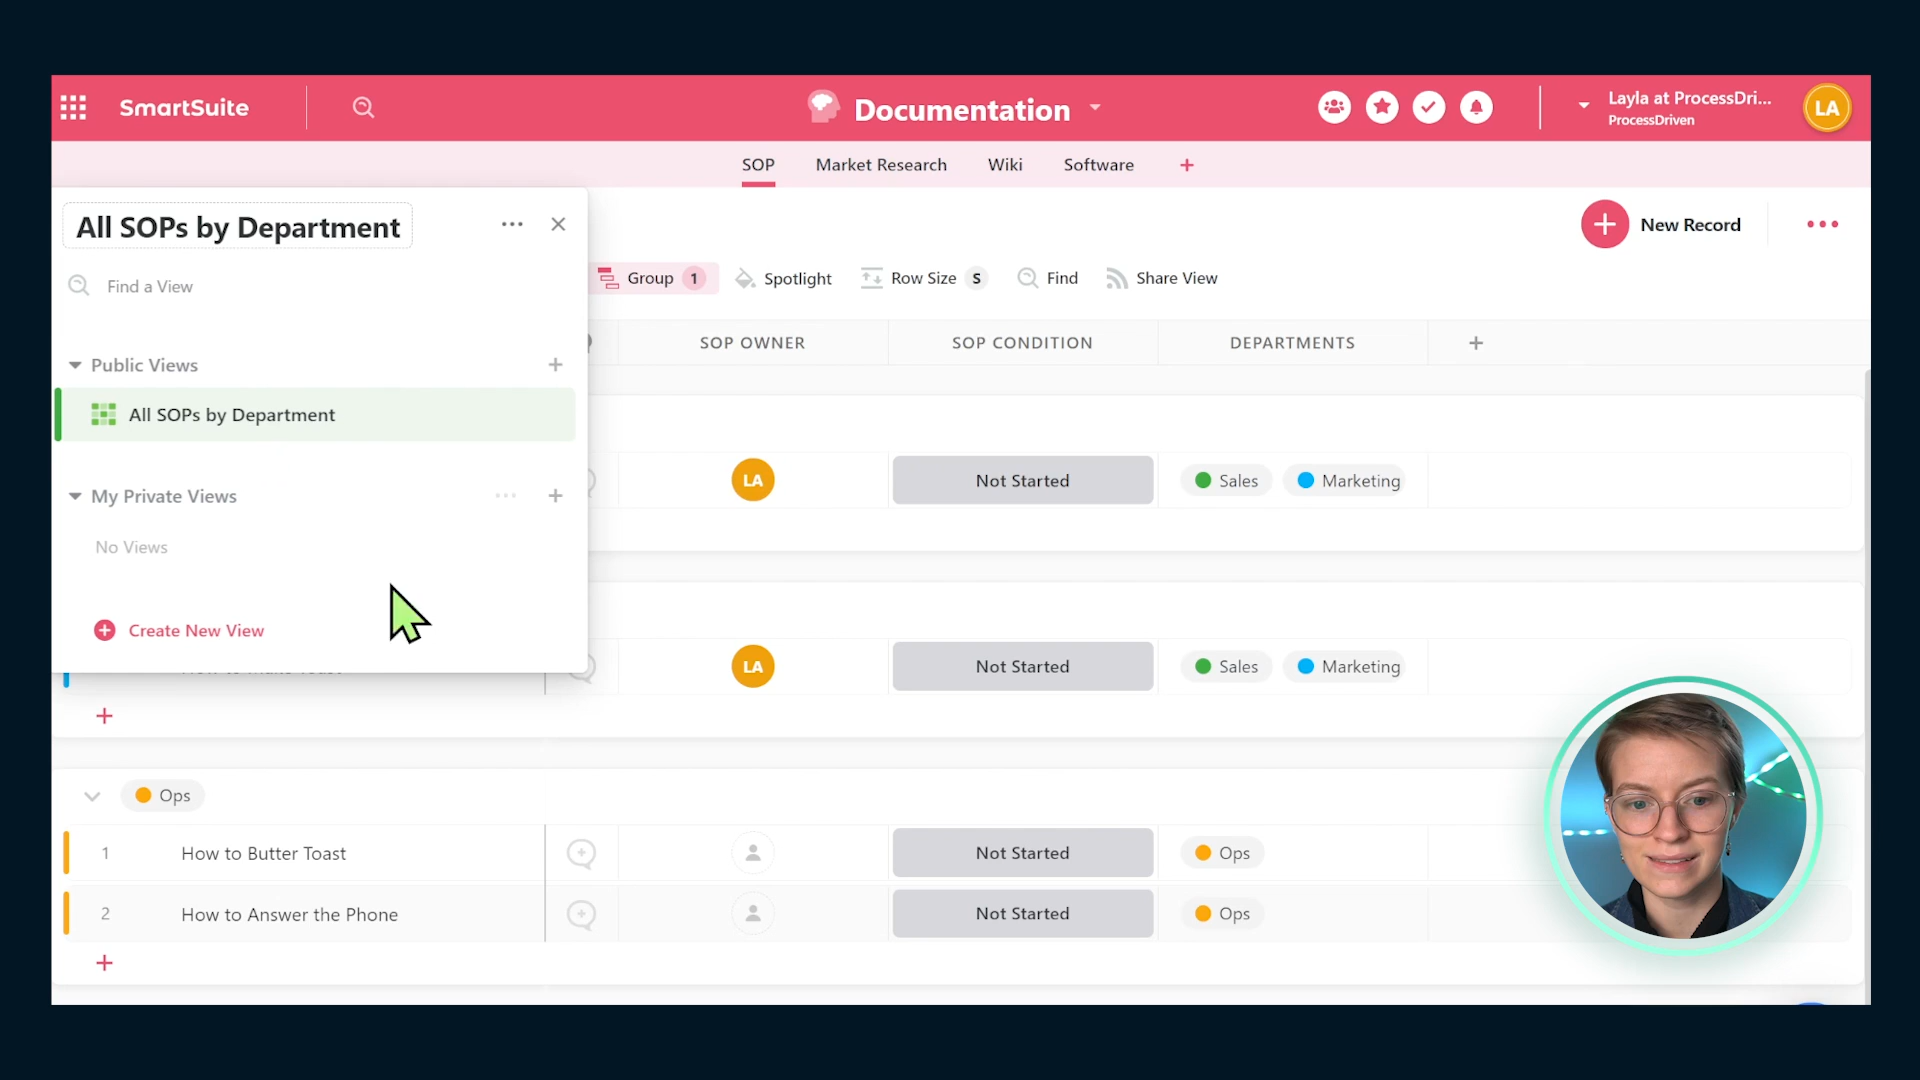 SmartSuite
Documentation
Layla at ProcessDri...
ProcessDriven
LA
SOP Market Research Wiki Software
All SOPs by Department
New Record
Find a View
Group 1 Spotlight Row Size S Find Share View
SOP OWNER SOP CONDITION DEPARTMENTS
Public Views
All SOPs by Department
LA Not Started Sales Marketing
My Private Views
No Views
Create New View
LA Not Started Sales Marketing
Ops
1 How to Butter Toast Not Started Ops
2 How to Answer the Phone Not Started Ops